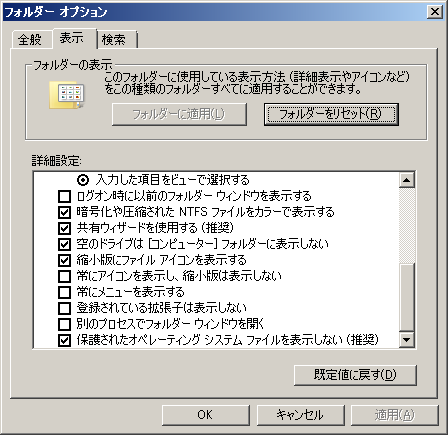 フォルダー オプション
全般
表示
検索
フォルダーの表示
このフォルダーに使用している表示方法(詳細表示やアイコンなど)
をこの種類のフォルダーすべてに適用することができます。
フォルダーに適用(L)
フォルダーをリセット(R)
詳細設定:
入力した項目をビューで選択する
ログオン時に以前のフォルダー ウィンドウを表示する
暗号化や圧縮された NTFS ファイルをカラーで表示する
共有ウィザードを使用する (推奨)
空のドライブは [コンピューター] フォルダーに表示しない
縮小版にファイル アイコンを表示する
常にアイコンを表示し、縮小版は表示しない
常にメニューを表示する
登録されている拡張子は表示しない
別のプロセスでフォルダー ウィンドウを開く
保護されたオペレーティング システム ファイルを表示しない (推奨)
既定値に戻す(D)
OK
キャンセル
適用(A)